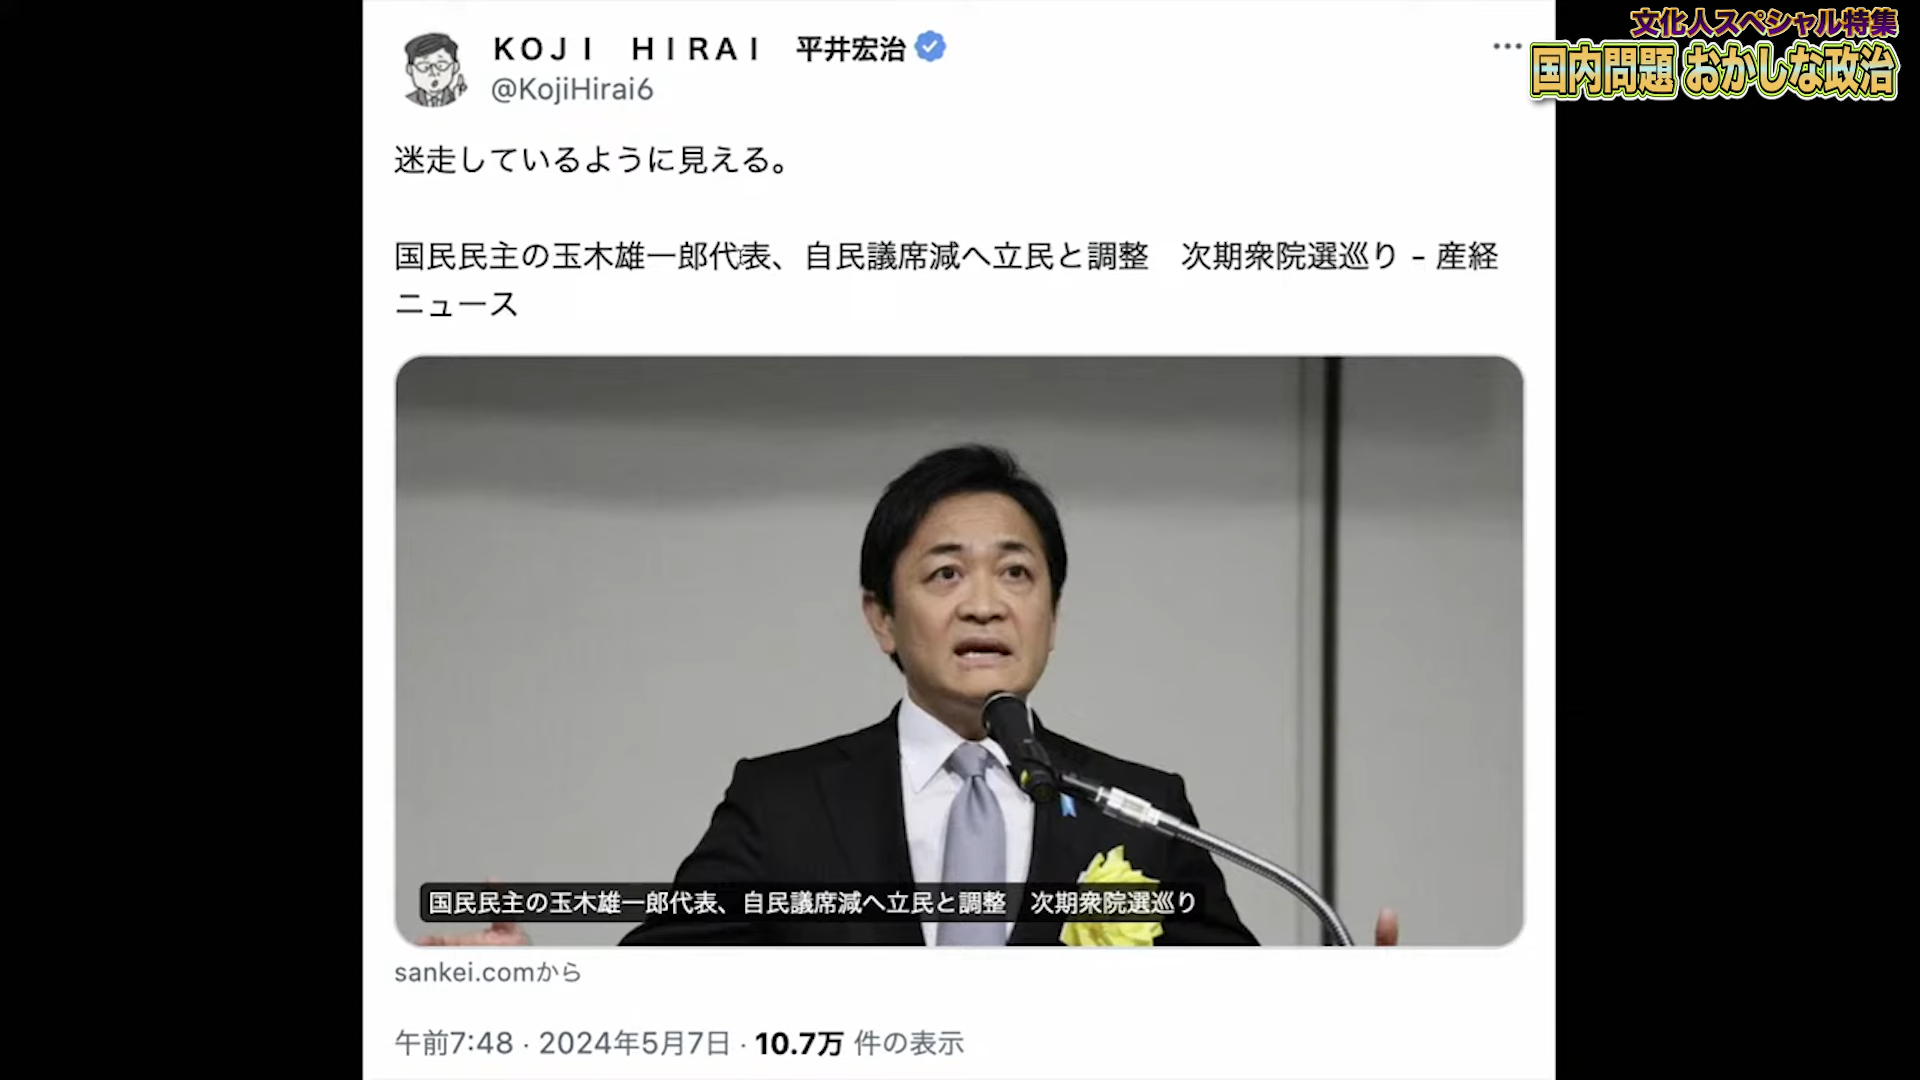 文化人スペシャル特集
国内問題 おかしな政治
ＫＯＪＩ　ＨＩＲＡＩ　平井宏治
@KojiHirai6
迷走しているように見える。
国民民主の玉木雄一郎代表、自民議席減へ立民と調整　次期衆院選巡り - 産経
ニュース
国民民主の玉木雄一郎代表、自民議席減へ立民と調整　次期衆院選巡り
sankei.comから
午前7:48 · 2024年5月7日 · 10.7万 件の表示